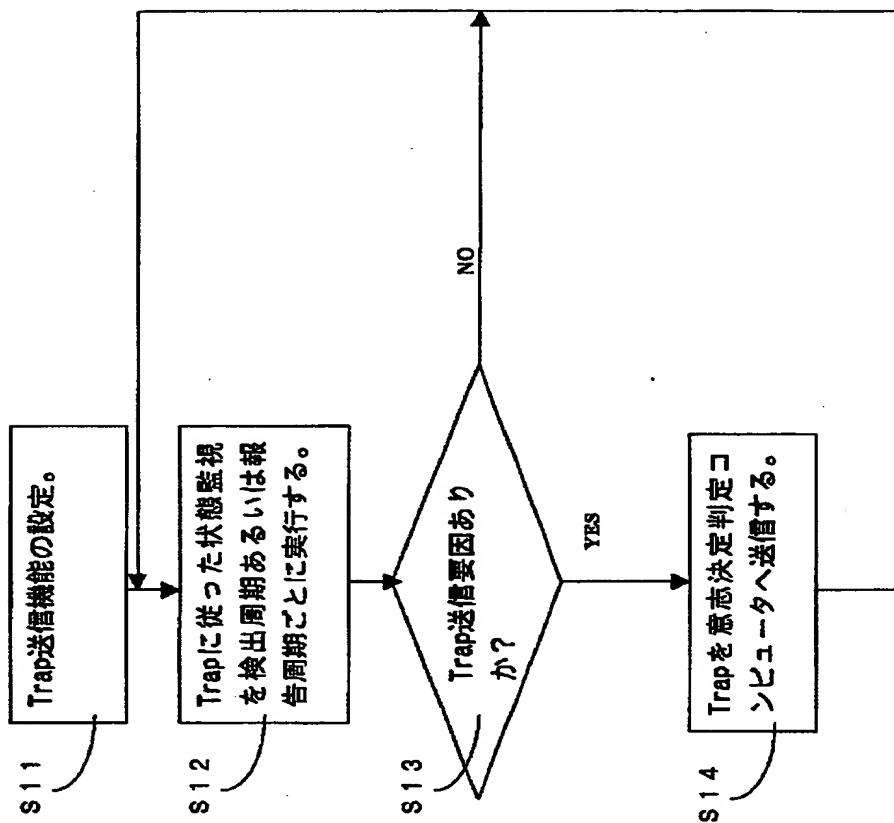 S11
Trap送信機能の設定。
S12
Trapに従った状態監視
を検出周期あるいは報
告周期ごとに実行する。
S13
Trap送信要因あり
か?
NO
YES
S14
Trapを意志決定判定コ
ンピュータへ送信する。